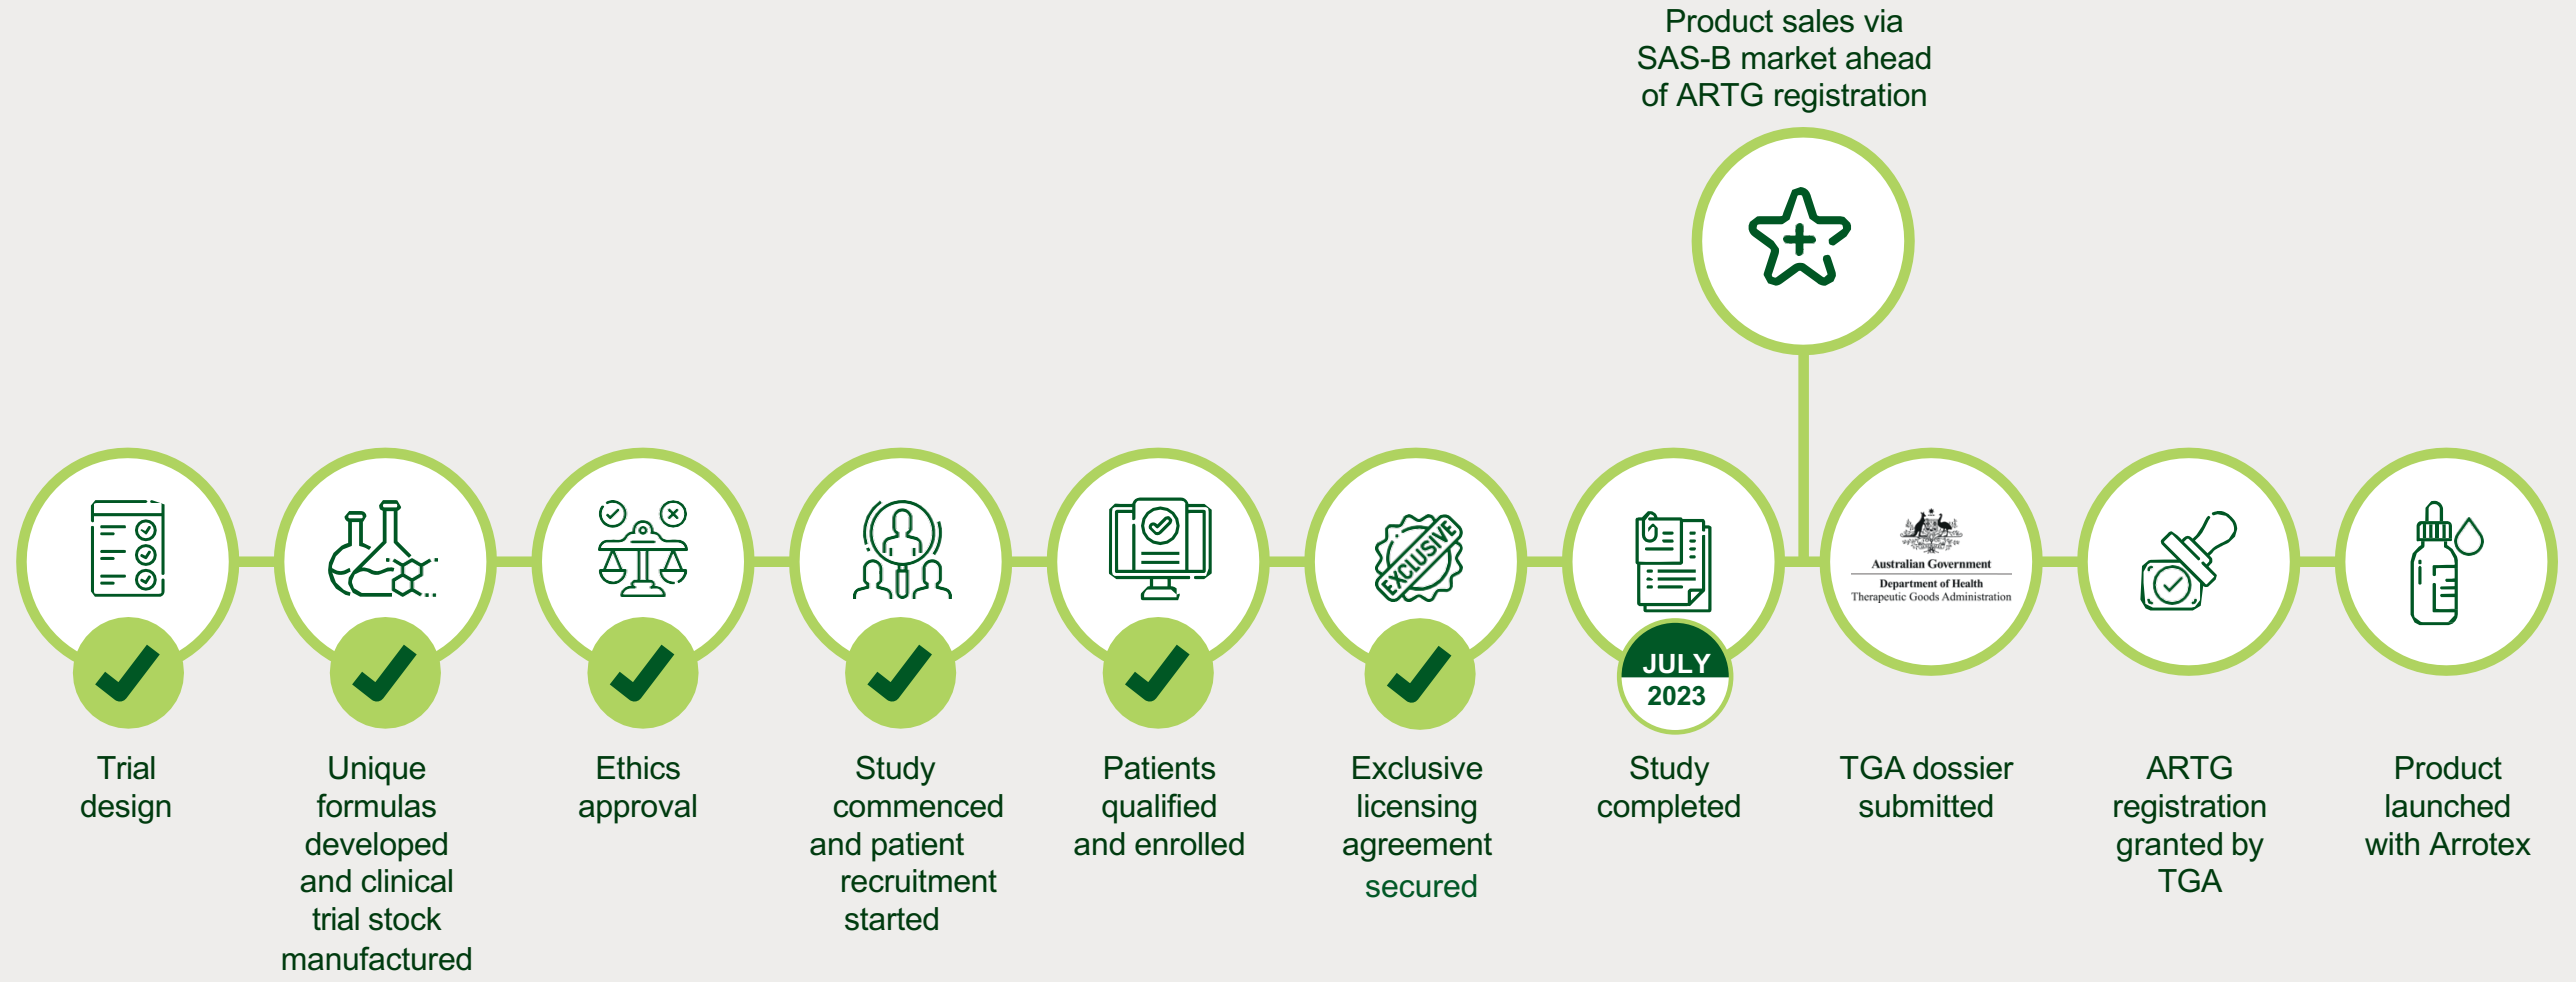 Product sales via
SAS-B market ahead
of ARTG registration
EXCLUSIVE
Australian Government
Department of Health
Therapeutic Goods Administration
JULY
2023
Trial
design
Unique
formulas
developed
and clinical
trial stock
manufactured
Ethics
approval
Study
commenced
and patient
recruitment
started
Patients
qualified
and enrolled
Exclusive
licensing
agreement
secured
Study
completed
TGA dossier
submitted
ARTG
registration
granted by
TGA
Product
launched
with Arrotex